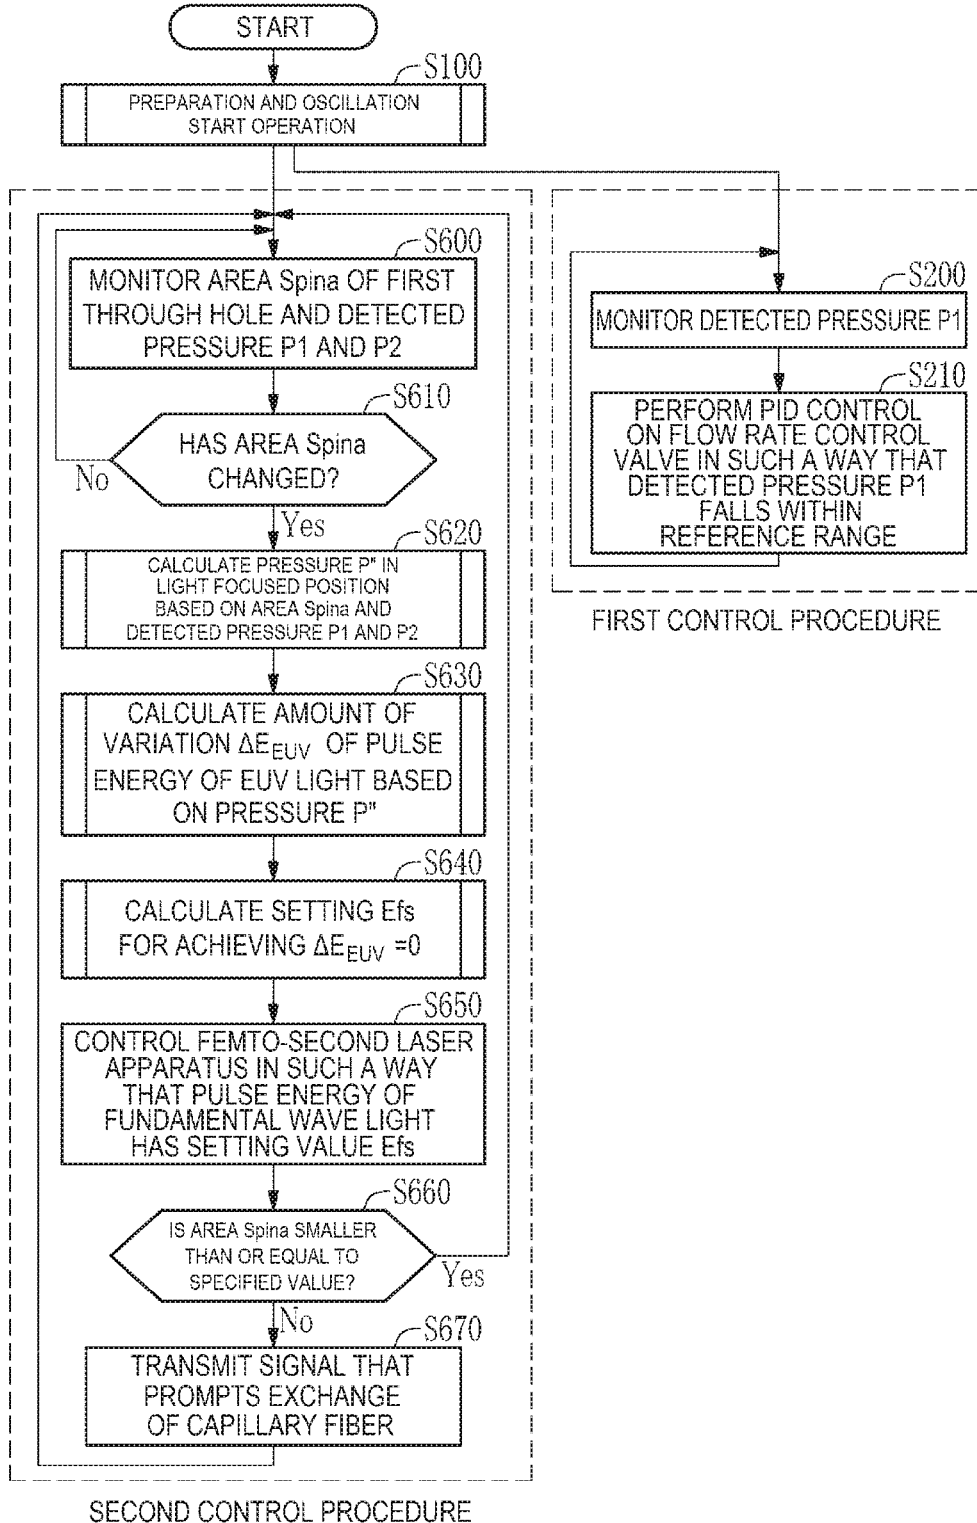 START
S100
PREPARATION AND OSCILLATION
START OPERATION
S600
MONITOR AREA Spina OF FIRST
THROUGH HOLE AND DETECTED
PRESSURE P1 AND P2
S610
HAS AREA Spina
CHANGED?
No
Yes
S620
CALCULATE PRESSURE P" IN
LIGHT FOCUSED POSITION
BASED ON AREA Spina AND
DETECTED PRESSURE P1 AND P2
S630
CALCULATE AMOUNT OF
VARIATION ΔE_EUV OF PULSE
ENERGY OF EUV LIGHT BASED
ON PRESSURE P"
S640
CALCULATE SETTING Efs
FOR ACHIEVING ΔE_EUV =0
S650
CONTROL FEMTO-SECOND LASER
APPARATUS IN SUCH A WAY
THAT PULSE ENERGY OF
FUNDAMENTAL WAVE LIGHT
HAS SETTING VALUE Efs
S660
IS AREA Spina SMALLER
THAN OR EQUAL TO
SPECIFIED VALUE?
Yes
No
S670
TRANSMIT SIGNAL THAT
PROMPTS EXCHANGE
OF CAPILLARY FIBER
SECOND CONTROL PROCEDURE
S200
MONITOR DETECTED PRESSURE P1
S210
PERFORM PID CONTROL
ON FLOW RATE CONTROL
VALVE IN SUCH A WAY THAT
DETECTED PRESSURE P1
FALLS WITHIN
REFERENCE RANGE
FIRST CONTROL PROCEDURE